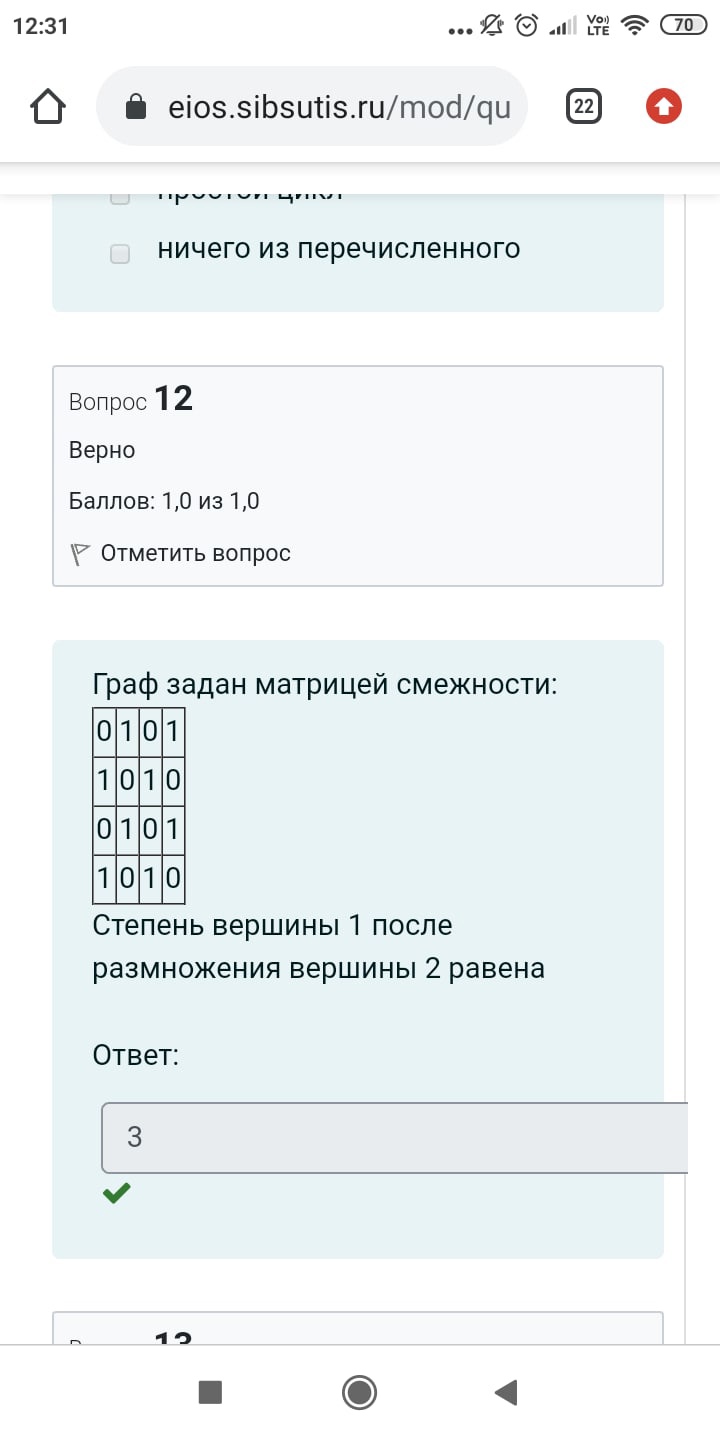 12:31
Vo)) LTE
70
eios.sibsutis.ru/mod/qu
22
простой цикл
ничего из перечисленного
Вопрос 12
Верно
Баллов: 1,0 из 1,0
Отметить вопрос
Граф задан матрицей смежности:
0 1 0 1
1 0 1 0
0 1 0 1
1 0 1 0
Степень вершины 1 после
размножения вершины 2 равена
Ответ:
3
13